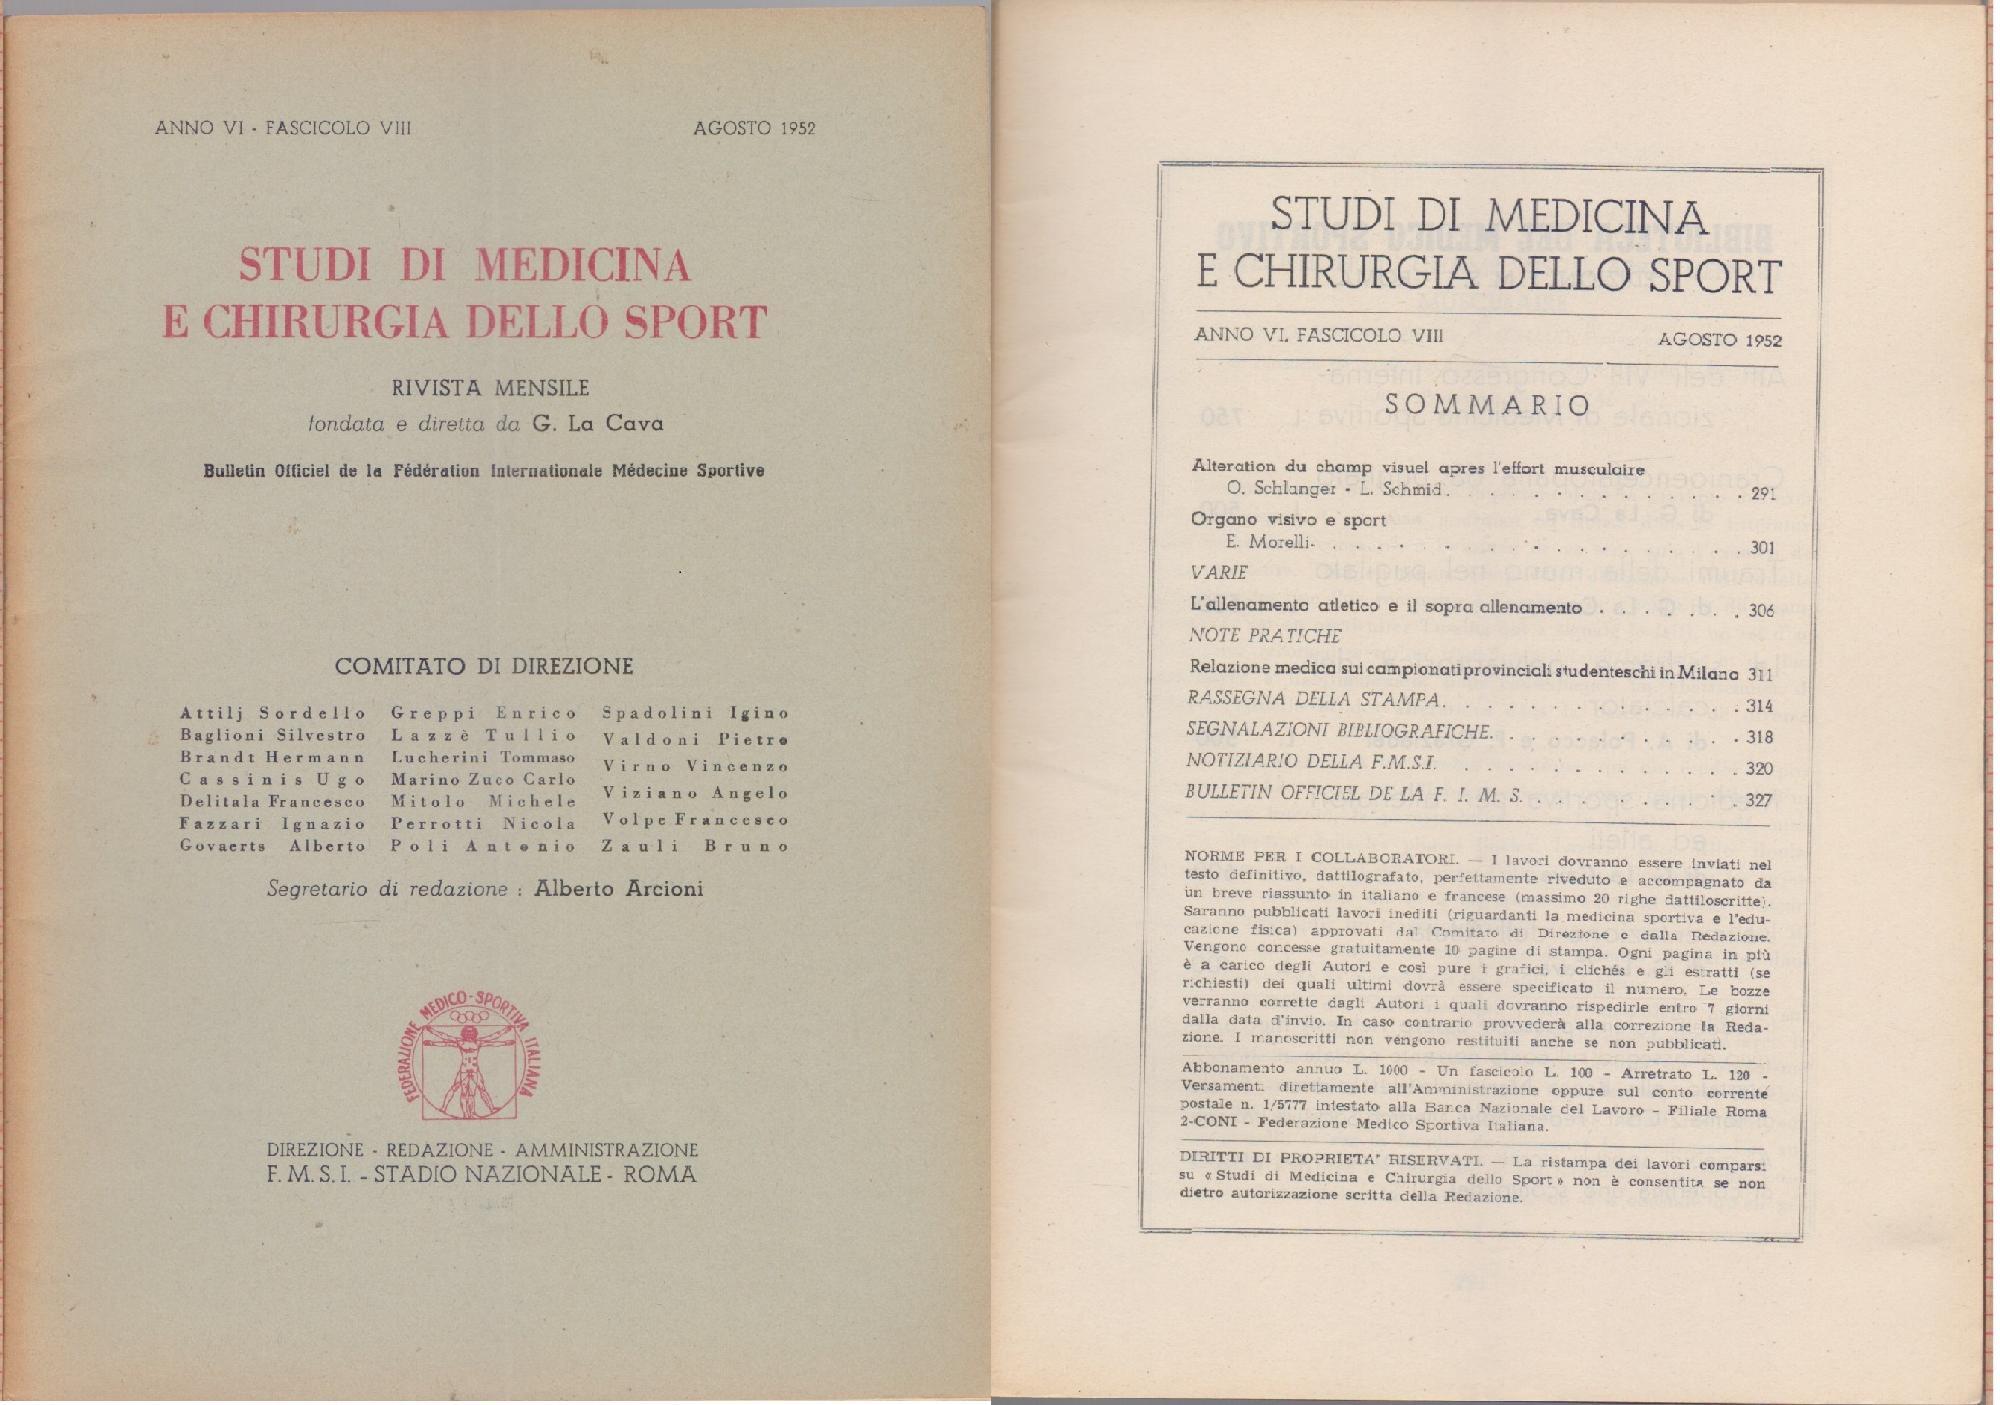 ANNO VI - FASCICOLO VIII AGOSTO 1952
STUDI DI MEDICINA
E CHIRURGIA DELLO SPORT
RIVISTA MENSILE
fondata e diretta da G. La Cava
Bulletin Officiel de la Fédération Internationale Médecine Sportive
COMITATO DI DIREZIONE
Attilj Sordello Greppi Enrico Spadolini Igino
Baglioni Silvestro Lazzè Tullio Valdoni Pietro
Brandt Hermann Lucherini Tommaso Virno Vincenzo
Cassinis Ugo Marino Zuco Carlo Viziano Angelo
Delitala Francesco Mitolo Michele Volpe Francesco
Fazzari Ignazio Perrotti Nicola Zauli Bruno
Govaerts Alberto Poli Antonio
Segretario di redazione : Alberto Arcioni
FEDERAZIONE MEDICO-SPORTIVA ITALIANA
DIREZIONE - REDAZIONE - AMMINISTRAZIONE
F. M. S. I. - STADIO NAZIONALE - ROMA
STUDI DI MEDICINA
E CHIRURGIA DELLO SPORT
ANNO VI. FASCICOLO VIII AGOSTO 1952
SOMMARIO
Alteration du champ visuel apres l'effort musculaire
O. Schlanger - L. Schmid . . . . . . . . . . . . . . 291
Organo visivo e sport
E. Morelli . . . . . . . . . . . . . . . . . . 301
VARIE
L'allenamento atletico e il sopra allenamento . . . . . . . 306
NOTE PRATICHE
Relazione medica sui campionati provinciali studenteschi in Milano 311
RASSEGNA DELLA STAMPA . . . . . . . . . . . . . 314
SEGNALAZIONI BIBLIOGRAFICHE. . . . . . . . . . . 318
NOTIZIARIO DELLA F.M.S.I. . . . . . . . . . . . . 320
BULLETIN OFFICIEL DE LA F. I. M. S. . . . . . . . . . 327
NORME PER I COLLABORATORI. — I lavori dovranno essere inviati nel
testo definitivo, dattilografato, perfettamente riveduto e accompagnato da
un breve riassunto in italiano e francese (massimo 20 righe dattiloscritte).
Saranno pubblicati lavori inediti (riguardanti la medicina sportiva e l'edu-
cazione fisica) approvati dal Comitato di Direzione e dalla Redazione.
Vengono concesse gratuitamente 10 pagine di stampa. Ogni pagina in più
è a carico degli Autori e così pure i grafici, i clichés e gli estratti (se
richiesti) dei quali ultimi dovrà essere specificato il numero. Le bozze
verranno corrette dagli Autori i quali dovranno rispedirle entro 7 giorni
dalla data d'invio. In caso contrario provvederà alla correzione la Reda-
zione. I manoscritti non vengono restituiti anche se non pubblicati.
Abbonamento annuo L. 1000 - Un fascicolo L. 100 - Arretrato L. 120 -
Versamenti direttamente all'Amministrazione oppure sul conto corrente
postale n. 1/5777 intestato alla Banca Nazionale del Lavoro - Filiale Roma
2-CONI - Federazione Medico Sportiva Italiana.
DIRITTI DI PROPRIETA' RISERVATI. — La ristampa dei lavori comparsi
su « Studi di Medicina e Chirurgia dello Sport » non è consentita se non
dietro autorizzazione scritta della Redazione.